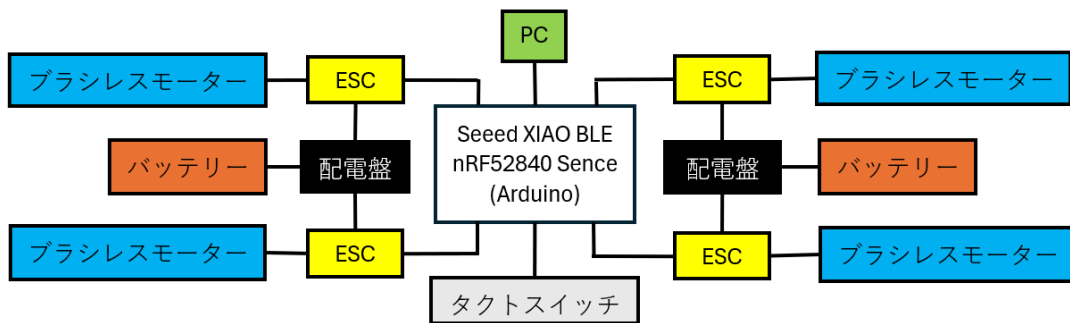 PC
ブラシレスモーター
ESC
ESC
ブラシレスモーター
Seeed XIAO BLE
nRF52840 Sence
(Arduino)
バッテリー
配電盤
配電盤
バッテリー
ブラシレスモーター
ESC
ESC
ブラシレスモーター
タクトスイッチ